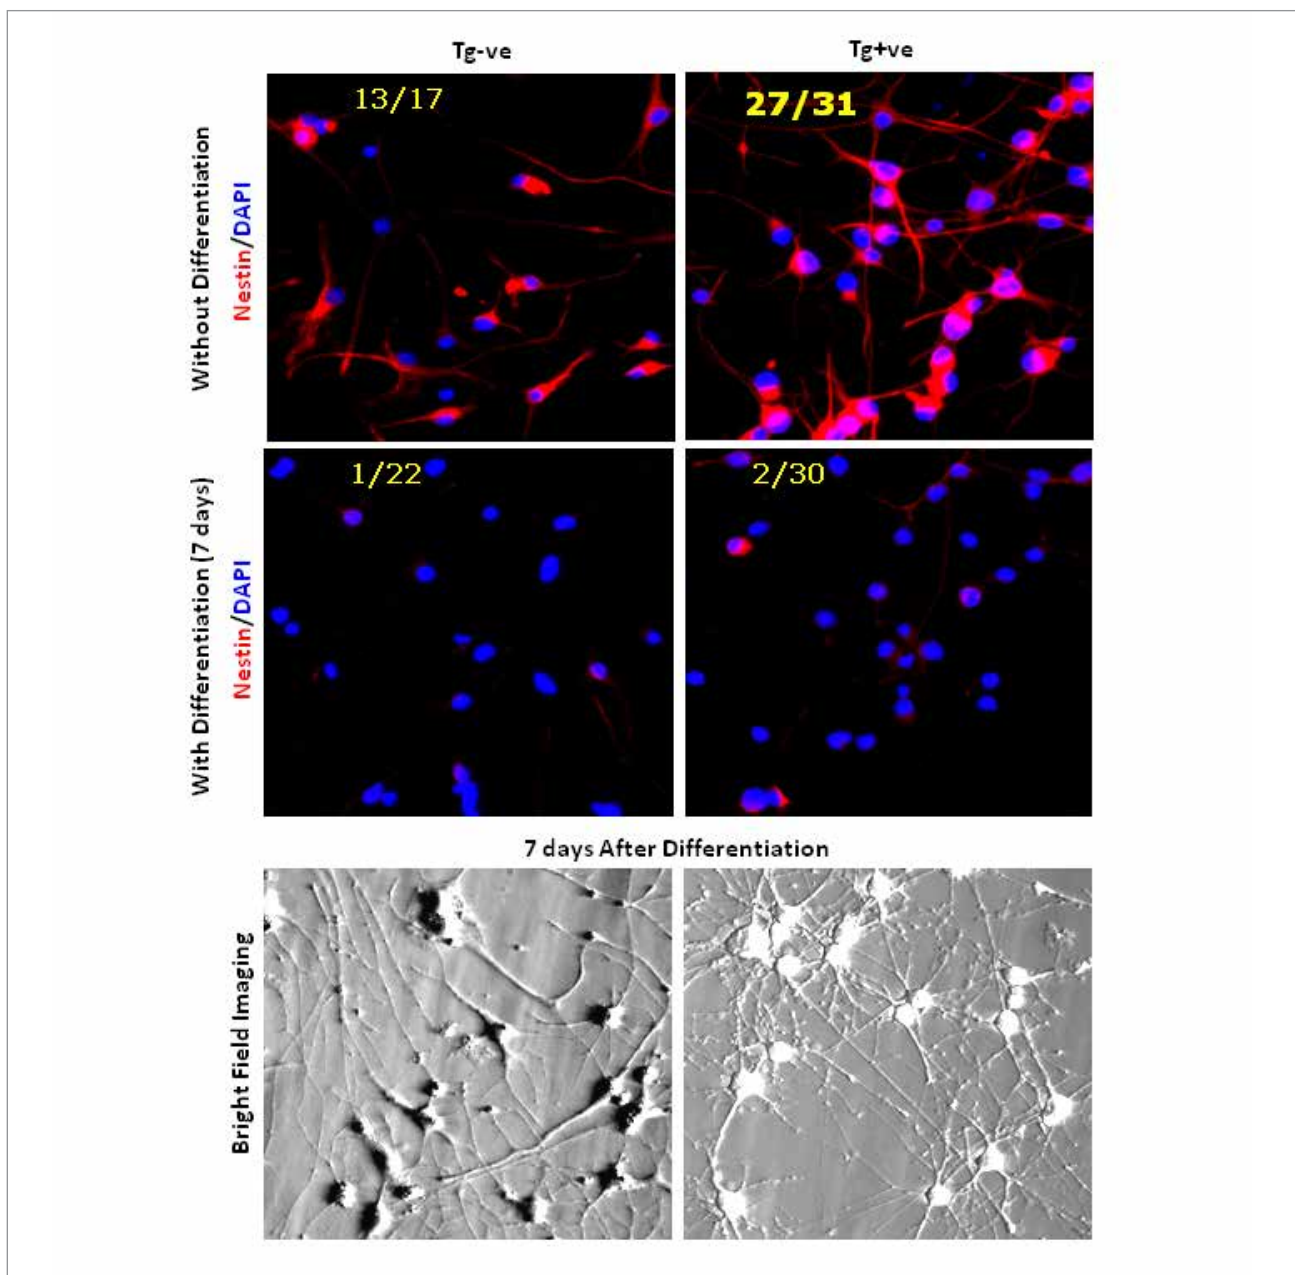 Tg-ve
Tg+ve
Without Differentiation
Nestin/DAPI
13/17
27/31
With Differentiation (7 days)
Nestin/DAPI
1/22
2/30
7 days After Differentiation
Bright Field Imaging